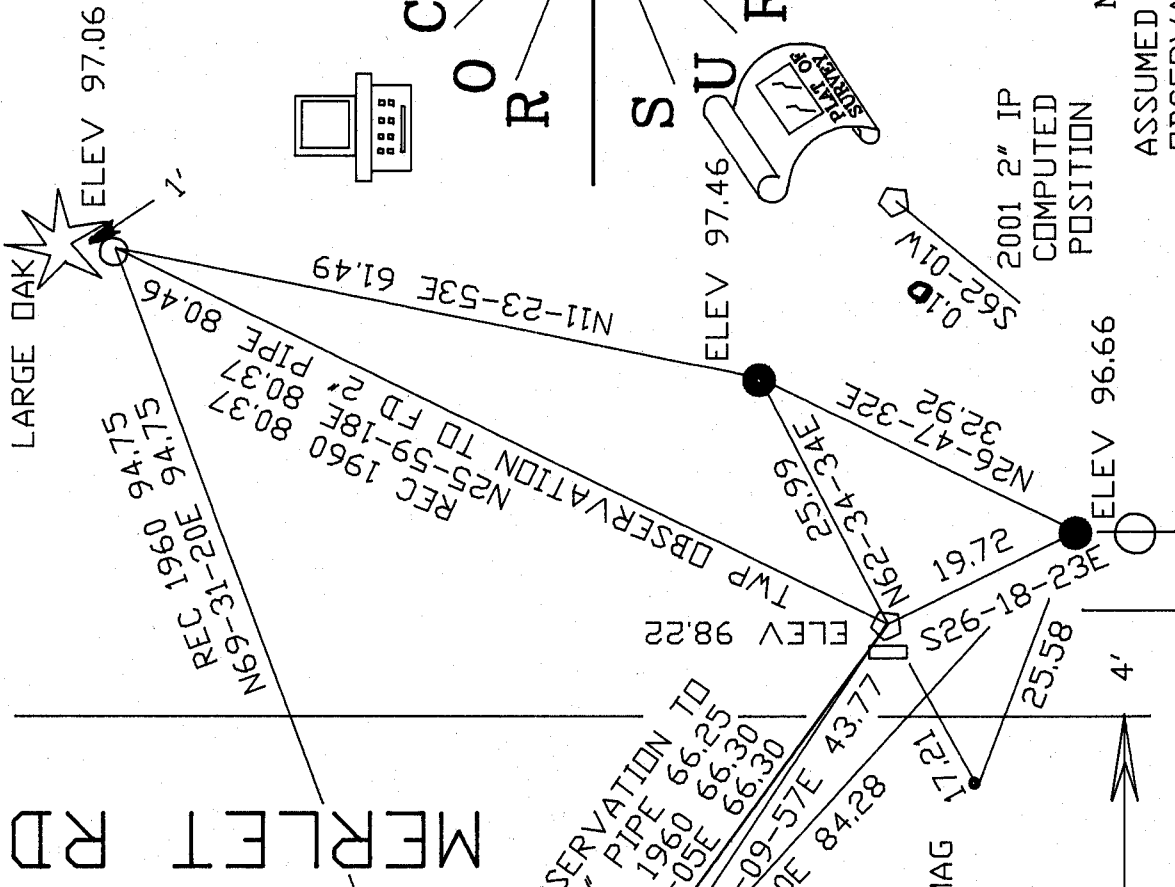 ELEV 97.06
LARGE OAK
1'
C
O
R
S
U
R
PLAT OF
SURVEY
ASSUMED
2001 2" IP
COMPUTED
POSITION
0.10
S62-01W
ELEV 97.46
N11-23-53E 61.49
REC 1960 94.75
N69-31-20E 94.75
REC 1960 80.37
N25-59-18E 80.37
TWP OBSERVATION TO FD 2" PIPE 80.46
N26-47-32E
32.92
25.99
N62-34-34E
ELEV 96.66
ELEV 98.22
19.72
S26-18-23E
25.58
17.21
4'
SERVATION TO
" PIPE 66.25
1960 66.30
-05E 66.30
-09-57E 43.77
0E 84.28
MAG
MERLET RD